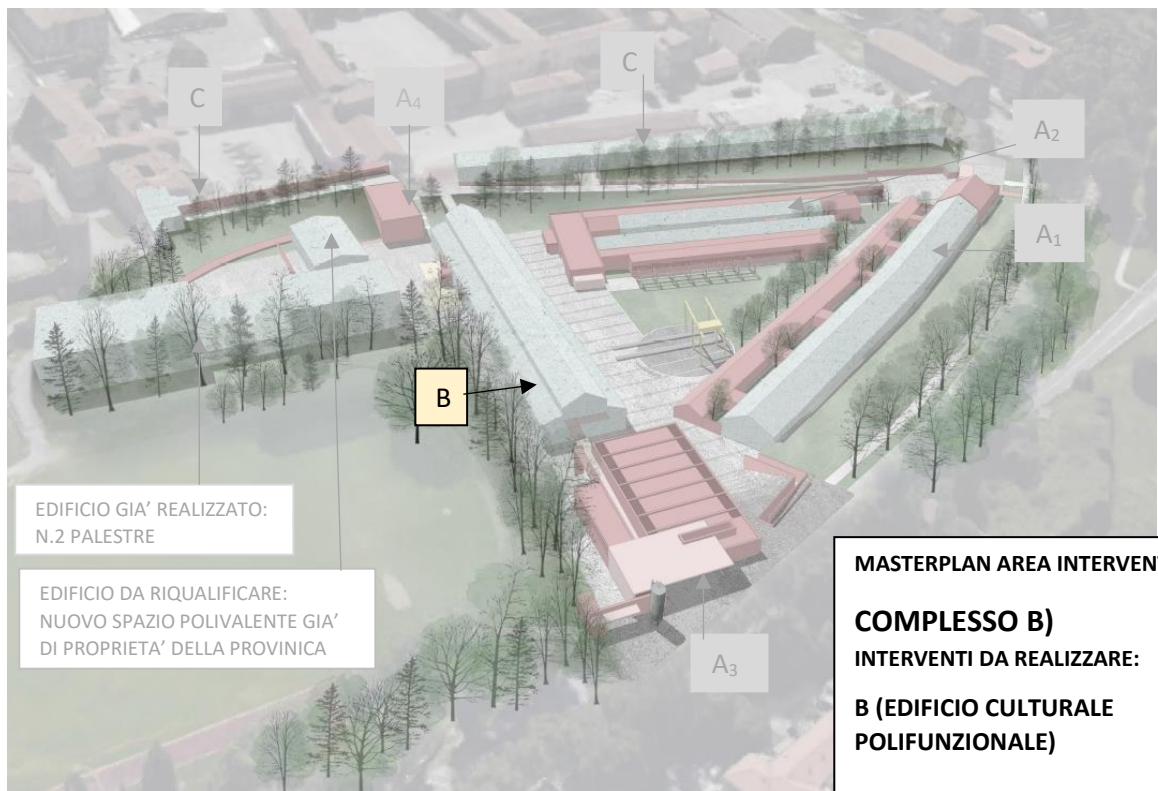 C
A₄
C
A₂
A₁
B
EDIFICIO GIA' REALIZZATO:
N.2 PALESTRE
EDIFICIO DA RIQUALIFICARE:
NUOVO SPAZIO POLIVALENTE GIA'
DI PROPRIETA' DELLA PROVINICA
A₃
MASTERPLAN AREA INTERVEN
COMPLESSO B)
INTERVENTI DA REALIZZARE:
B (EDIFICIO CULTURALE
POLIFUNZIONALE)